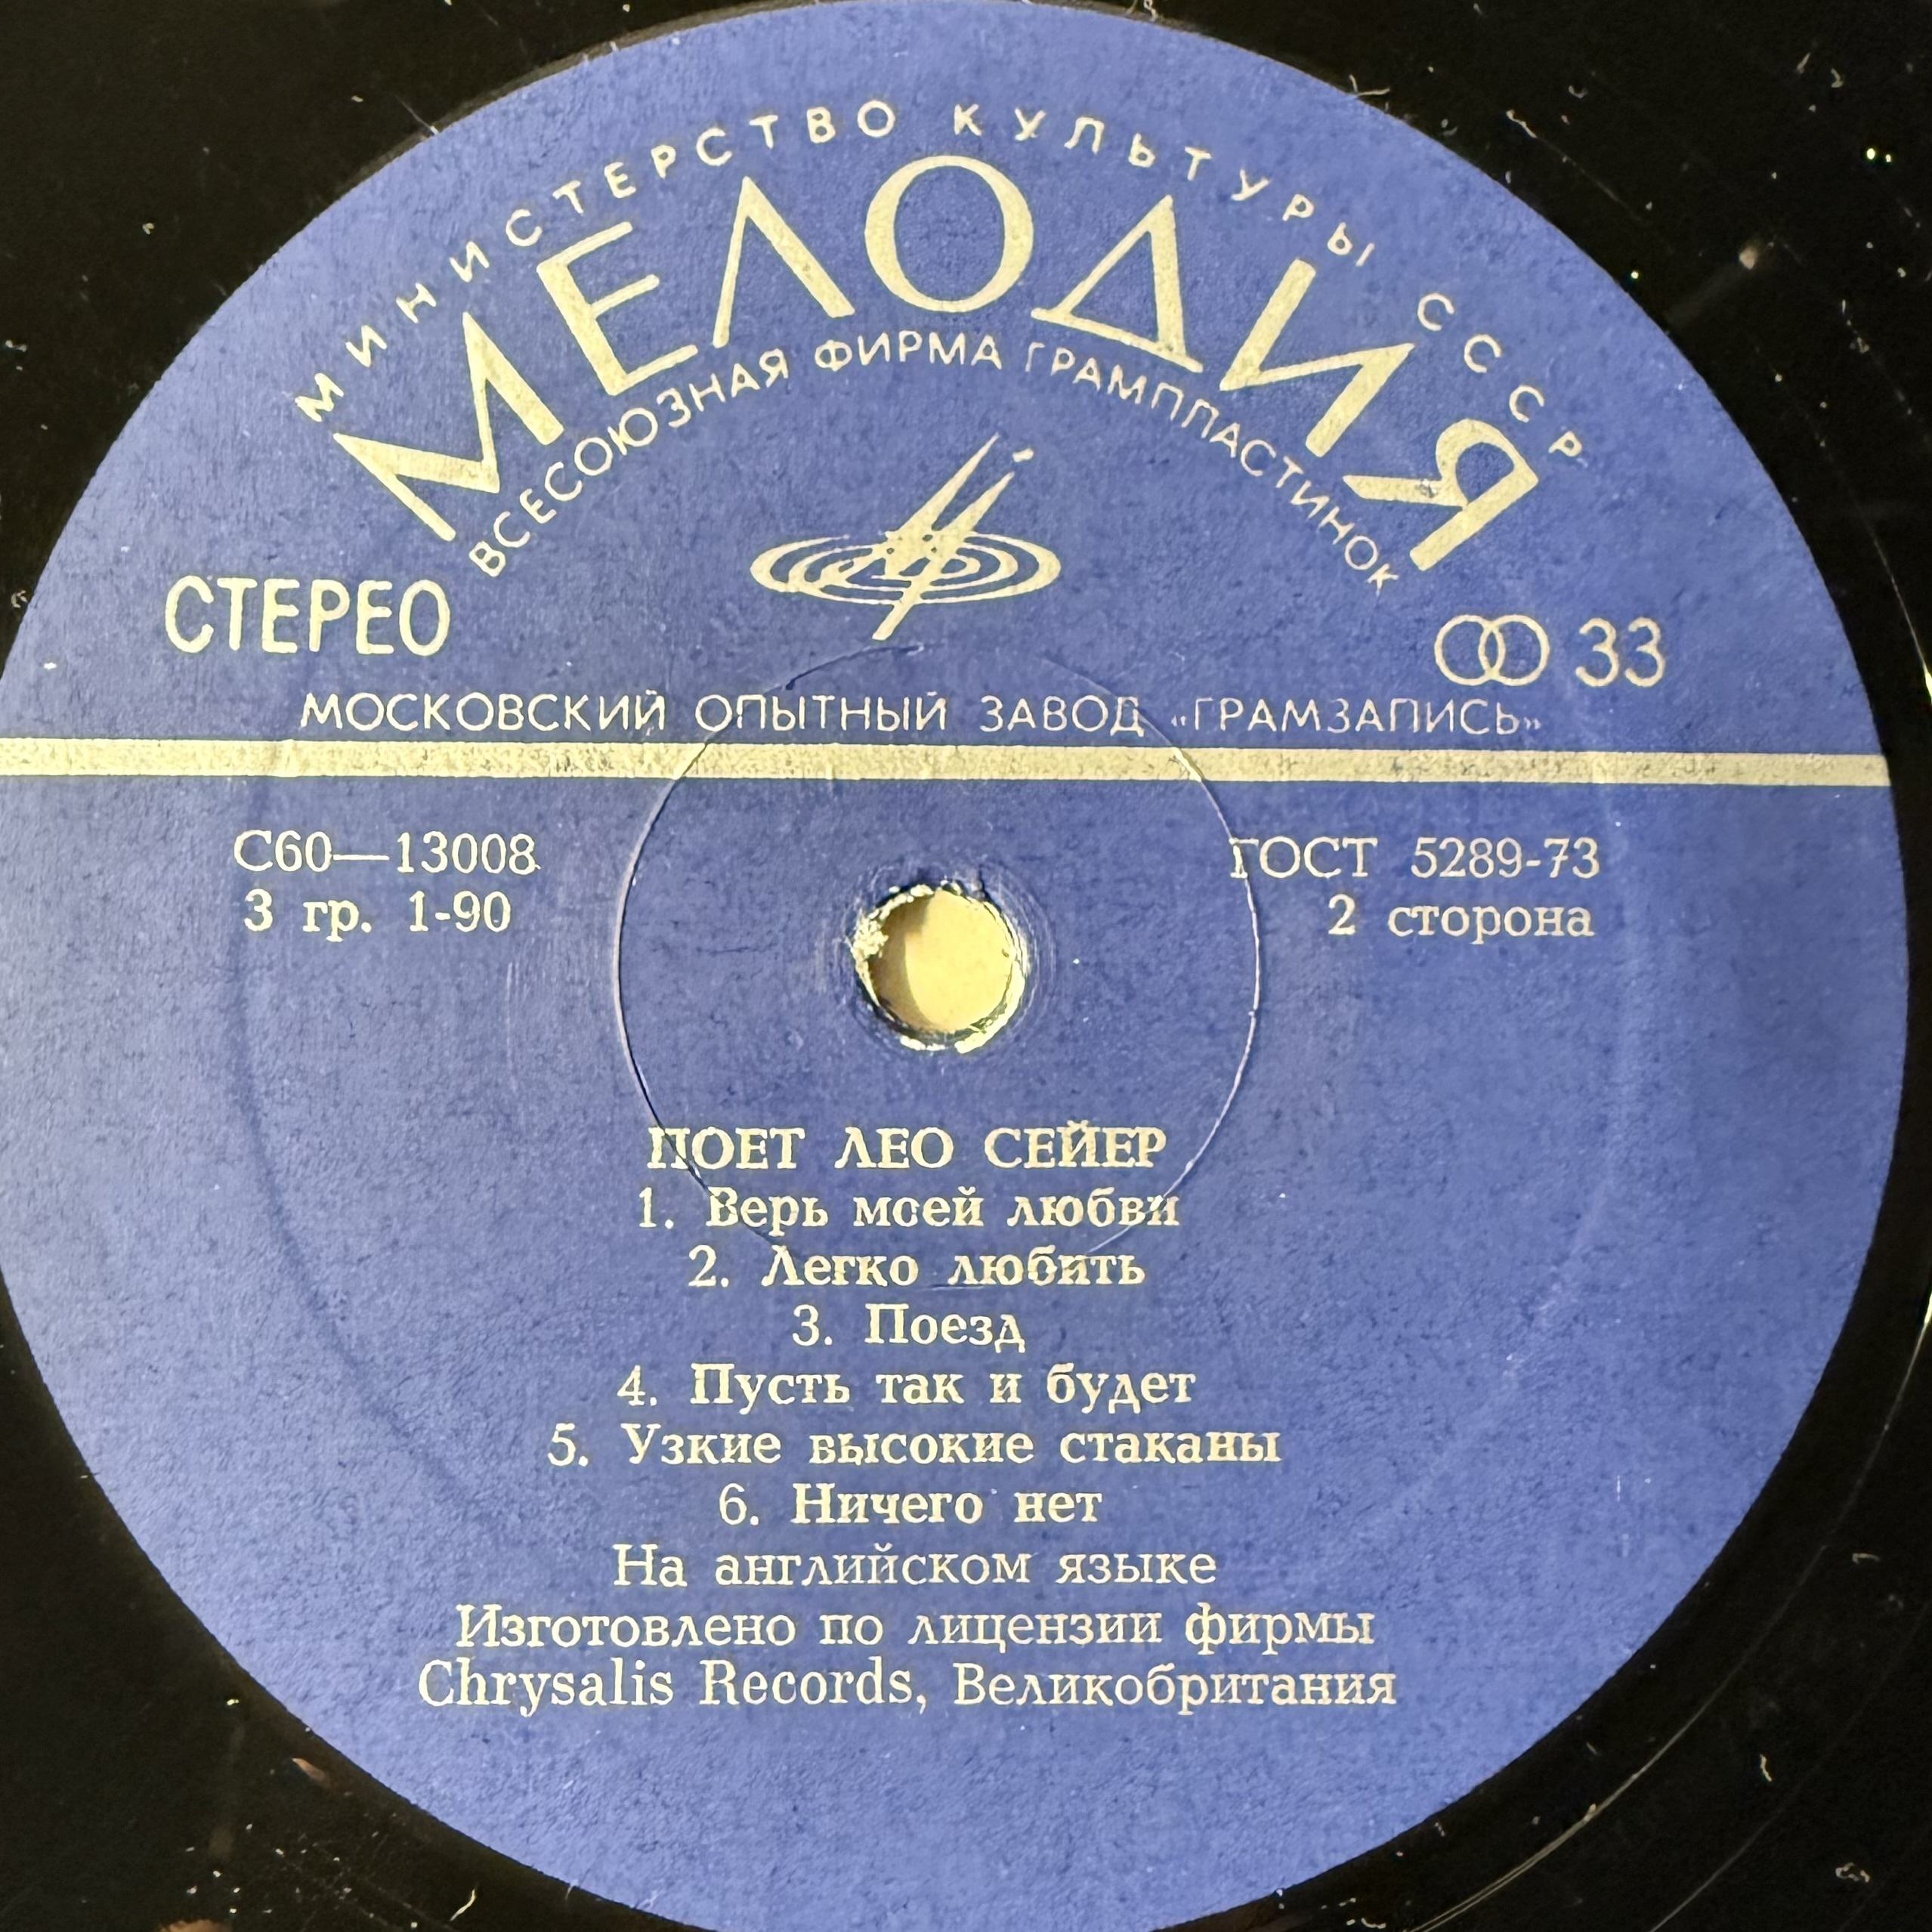 МИНИСТЕРСТВО КУЛЬТУРЫ СССР
МЕЛОДИЯ
ВСЕСОЮЗНАЯ ФИРМА ГРАМПЛАСТИНОК
СТЕРЕО
33
МОСКОВСКИЙ ОПЫТНЫЙ ЗАВОД «ГРАМЗАПИСЬ»
С60—13008
ГОСТ 5289-73
3 гр. 1-90
2 сторона
ПОЕТ ЛЕО СЕЙЕР
1. Верь моей любви
2. Легко любить
3. Поезд
4. Пусть так и будет
5. Узкие высокие стаканы
6. Ничего нет
На английском языке
Изготовлено по лицензии фирмы
Chrysalis Records, Великобритания